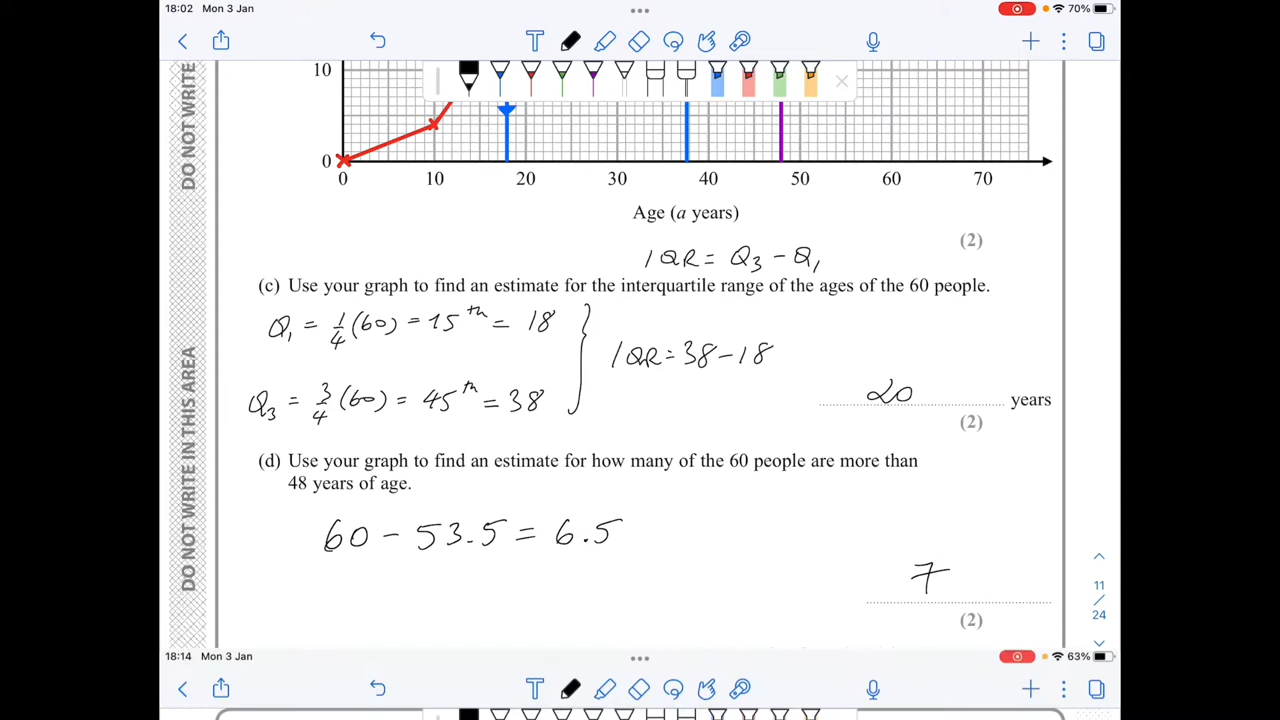 18:02 Mon 3 Jan 70%
DO NOT WRITE
10
0
0 10 20 30 40 50 60 70
Age (a years)
(2)
IQR = Q₃ − Q₁
(c) Use your graph to find an estimate for the interquartile range of the ages of the 60 people.
Q₁ = 1/4 (60) = 15th = 18
IQR = 38 − 18
Q₃ = 3/4 (60) = 45th = 38
20 years
(2)
DO NOT WRITE IN THIS AREA
(d) Use your graph to find an estimate for how many of the 60 people are more than
48 years of age.
60 − 53.5 = 6.5
7
(2)
11
/
24
18:14 Mon 3 Jan 63%